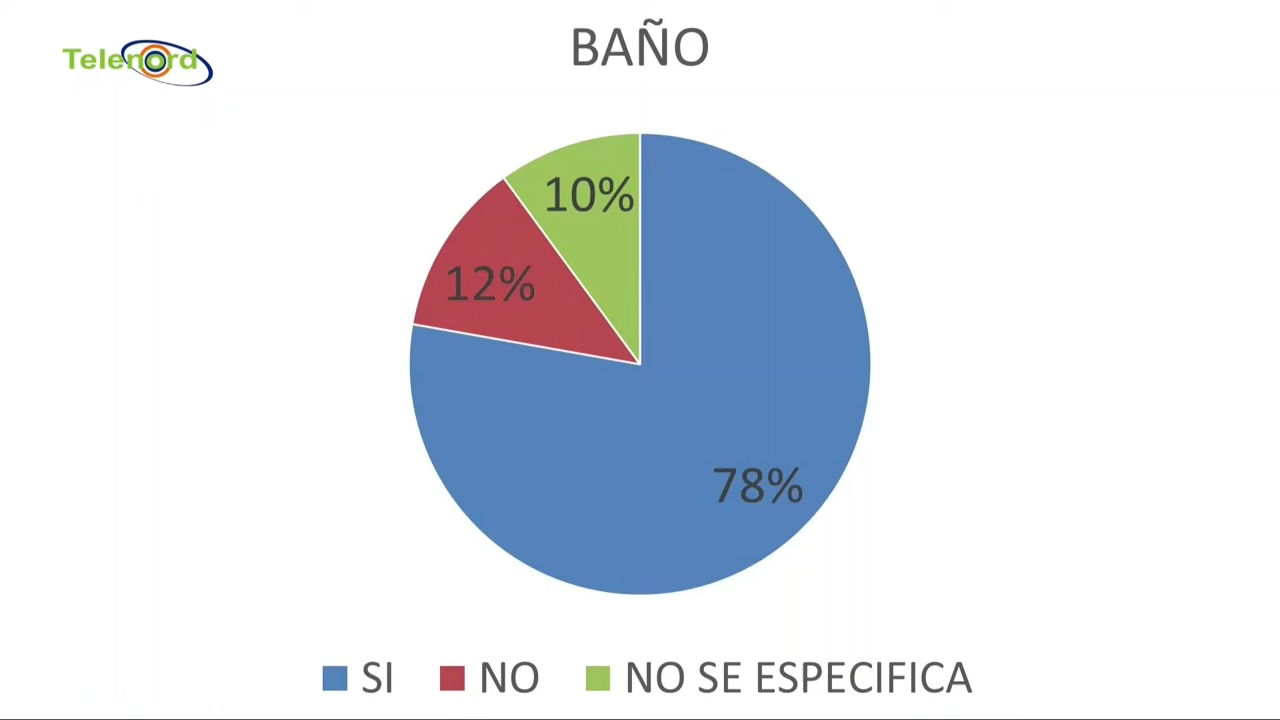 Telenord
BAÑO
10%
12%
78%
SI NO NO SE ESPECIFICA